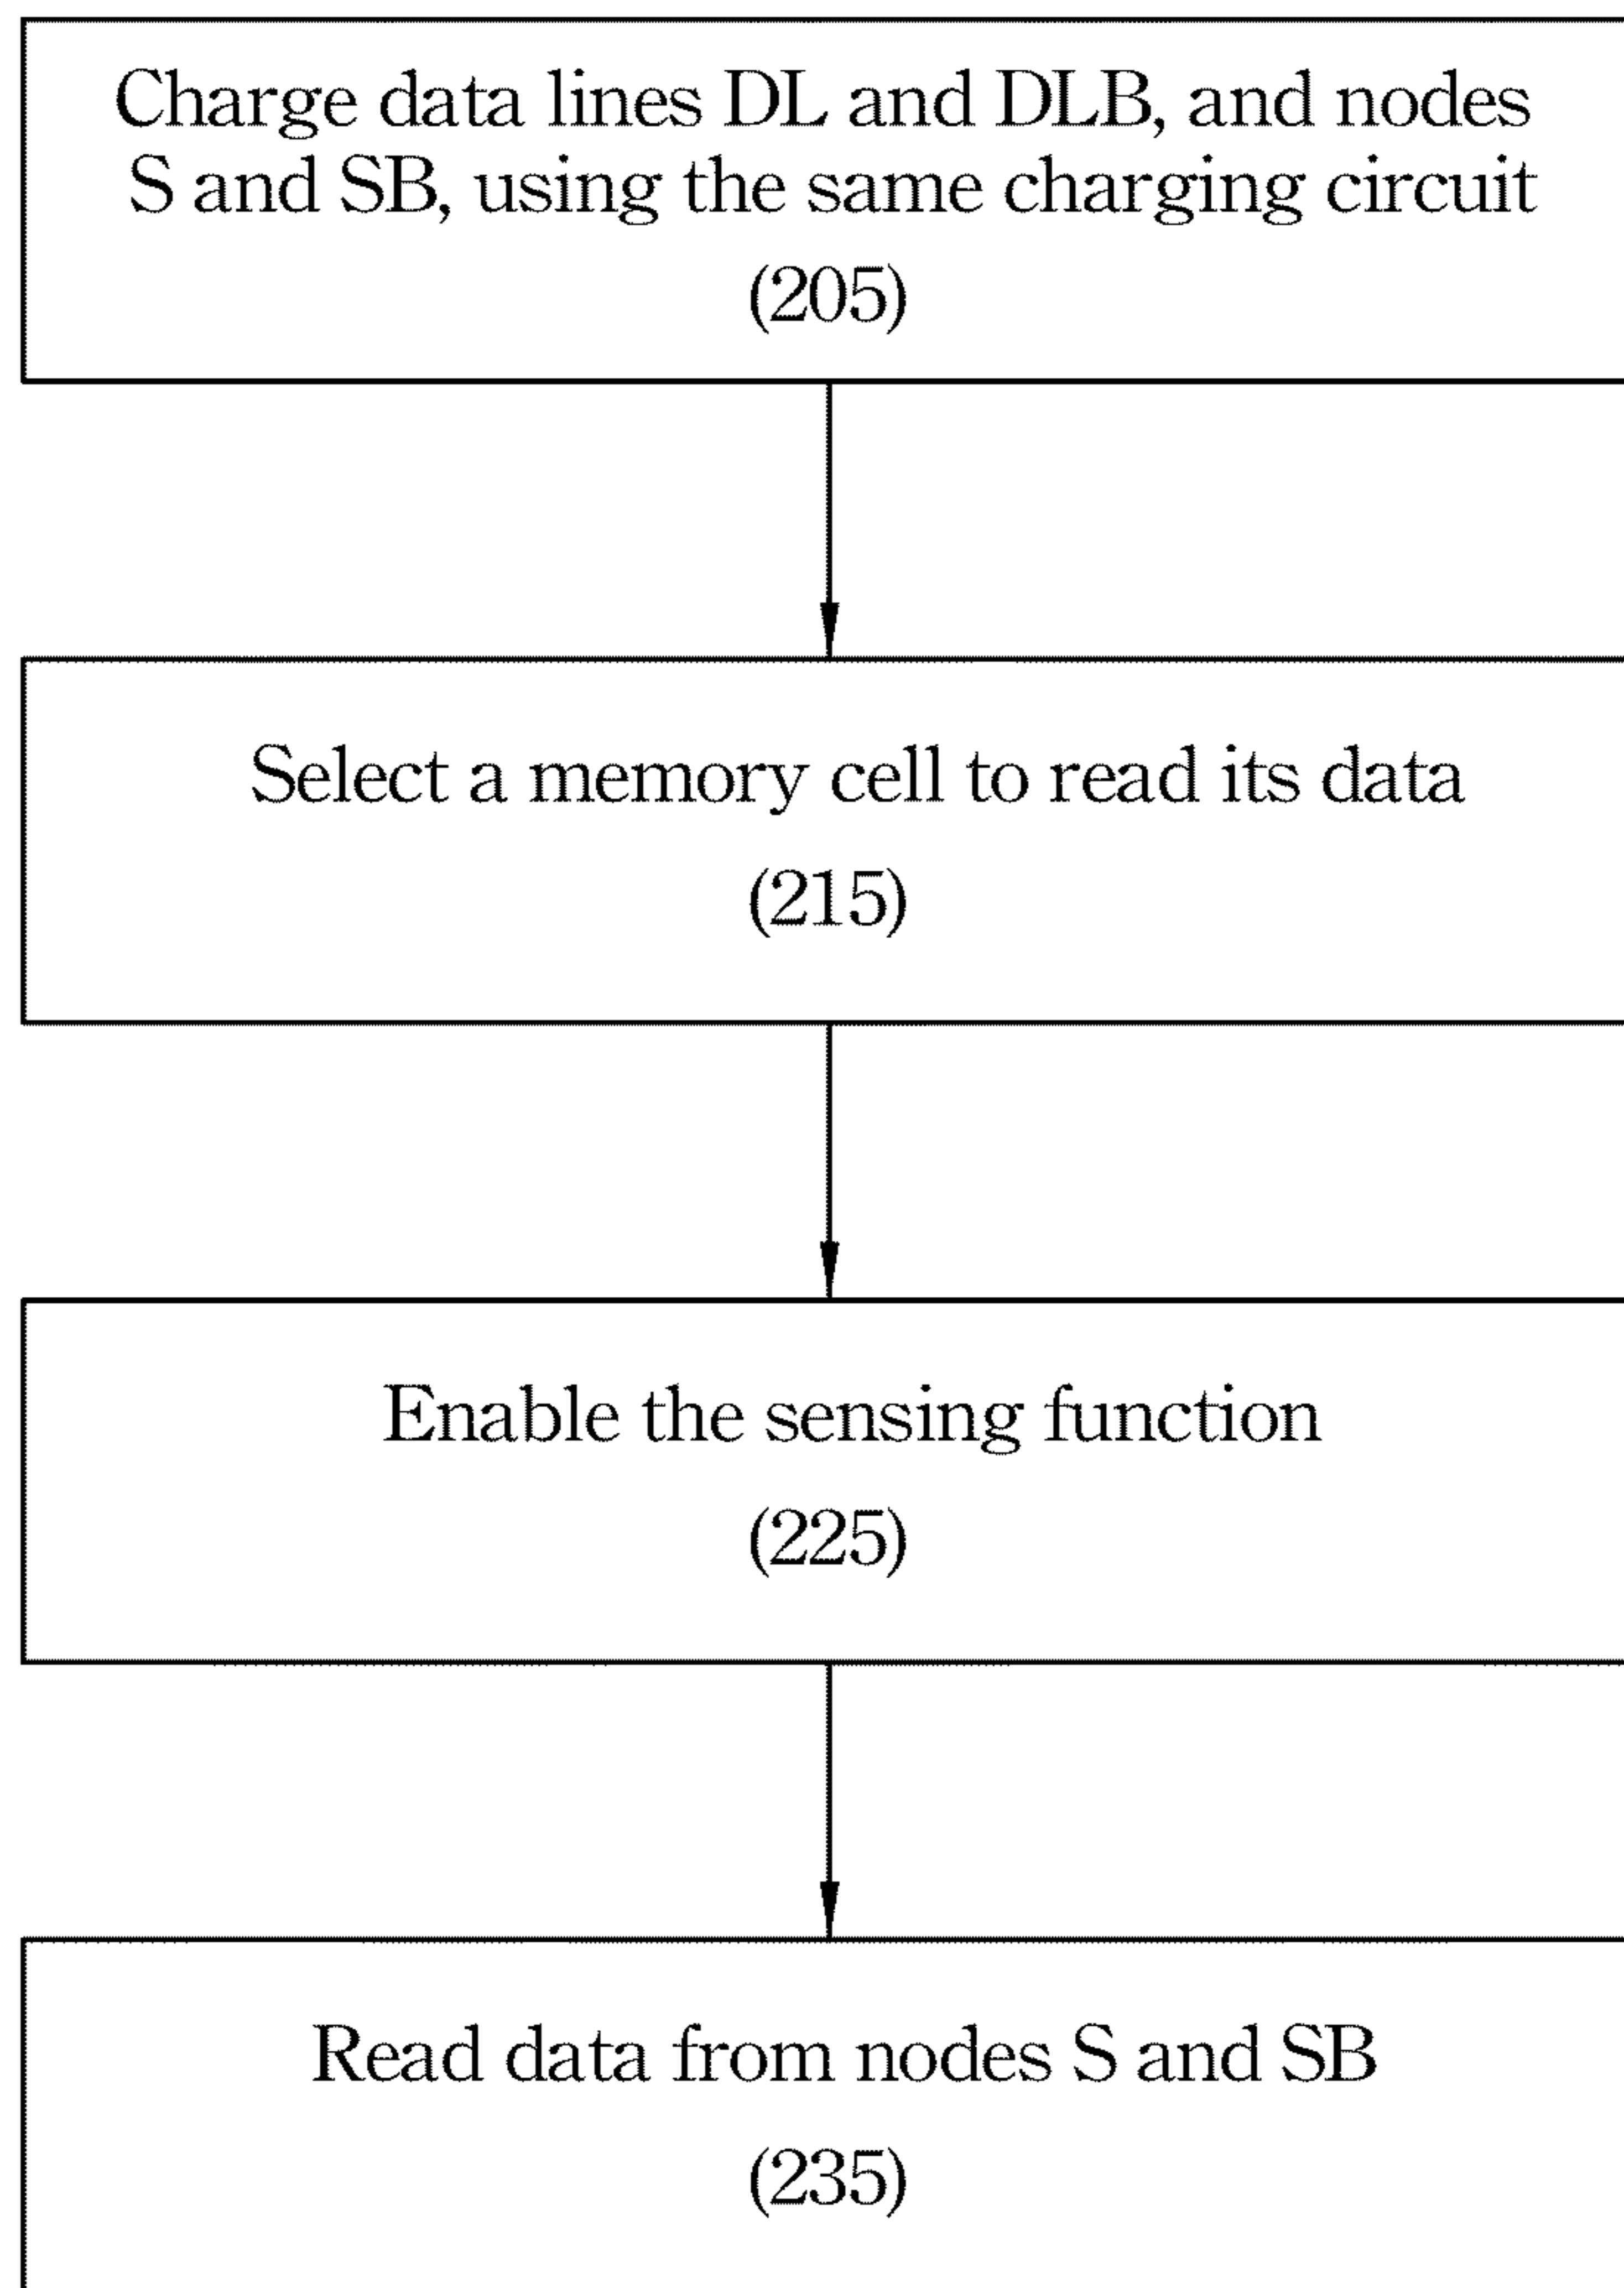 Charge data lines DL and DLB, and nodes
S and SB, using the same charging circuit
(205)
Select a memory cell to read its data
(215)
Enable the sensing function
(225)
Read data from nodes S and SB
(235)